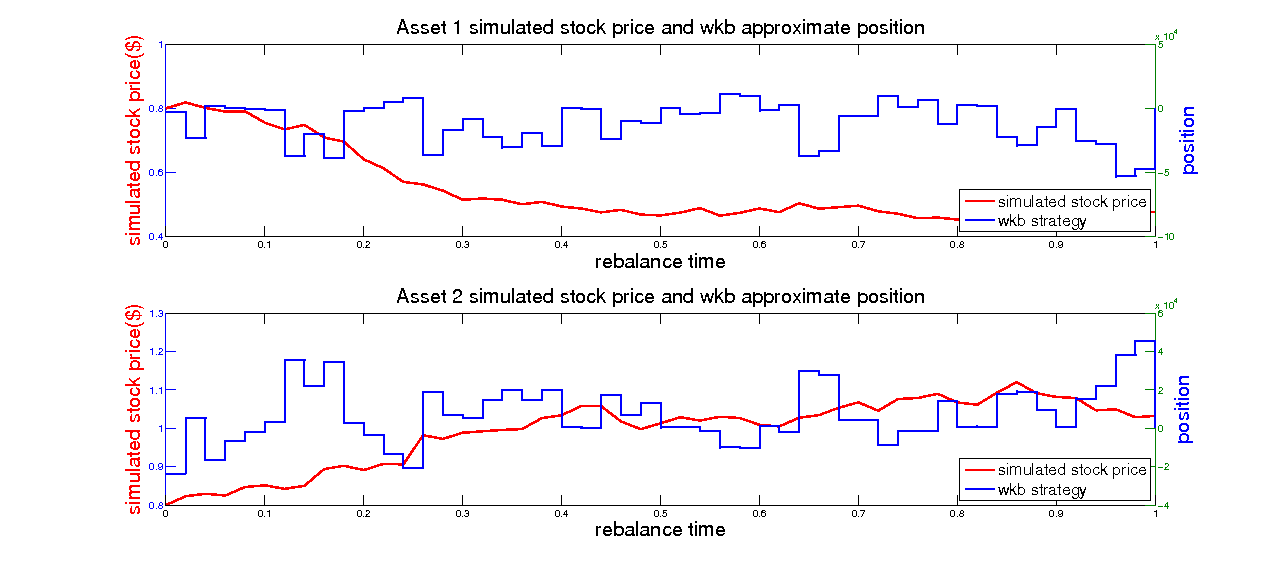 Asset 1 simulated stock price and wkb approximate position
x 10^4
simulated stock price($)
1
0.8
0.6
0.4
5
0
−5
−10
position
simulated stock price
wkb strategy
0 0.1 0.2 0.3 0.4 0.5 0.6 0.7 0.8 0.9 1
rebalance time
Asset 2 simulated stock price and wkb approximate position
x 10^4
simulated stock price($)
1.3
1.2
1.1
1
0.9
0.8
6
4
2
0
−2
−4
position
simulated stock price
wkb strategy
0 0.1 0.2 0.3 0.4 0.5 0.6 0.7 0.8 0.9 1
rebalance time